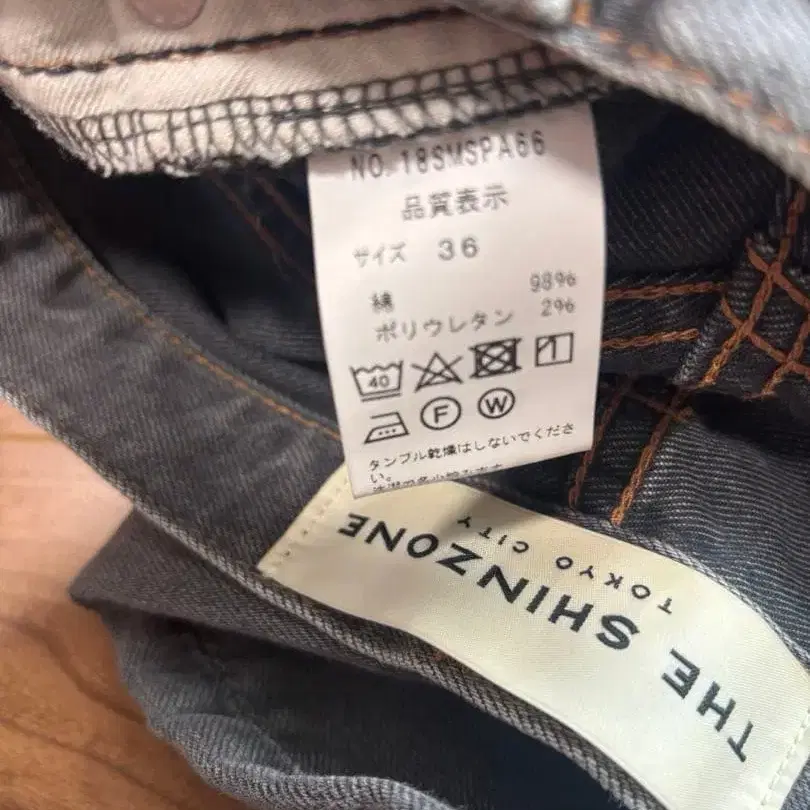 NO.18SMSPA66
品質表示
サイズ 36
綿 98%
ポリウレタン 2%
40
F W
タンブル乾燥はしないでくださ
い。
THE SHINZONE
TOKYO CITY